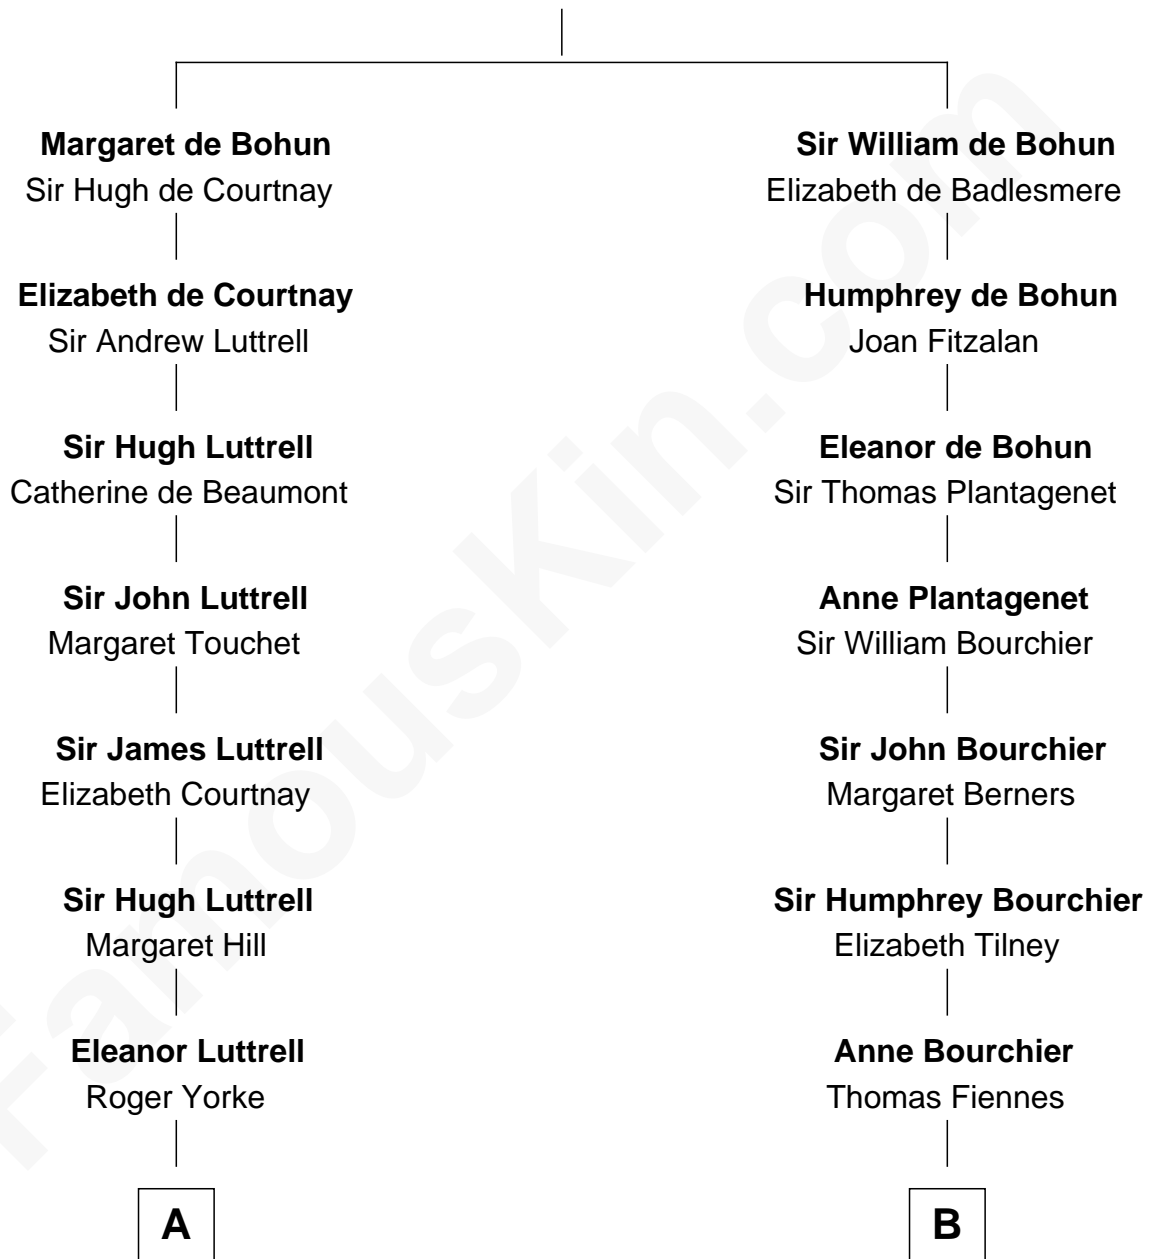 Margaret de Bohun
Sir Hugh de Courtnay
Elizabeth de Courtnay
Sir Andrew Luttrell
Sir Hugh Luttrell
Catherine de Beaumont
Sir John Luttrell
Margaret Touchet
Sir James Luttrell
Elizabeth Courtnay
Sir Hugh Luttrell
Margaret Hill
Eleanor Luttrell
Roger Yorke
A
Sir William de Bohun
Elizabeth de Badlesmere
Humphrey de Bohun
Joan Fitzalan
Eleanor de Bohun
Sir Thomas Plantagenet
Anne Plantagenet
Sir William Bourchier
Sir John Bourchier
Margaret Berners
Sir Humphrey Bourchier
Elizabeth Tilney
Anne Bourchier
Thomas Fiennes
B
FamousKin.com